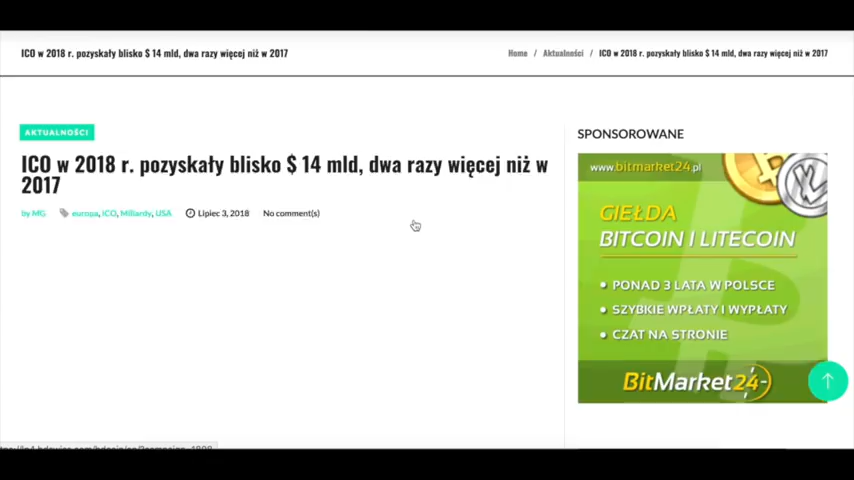 ICO w 2018 r. pozyskały blisko $ 14 mld, dwa razy więcej niż w 2017
Home / Aktualności / ICO w 2018 r. pozyskały blisko $ 14 mld, dwa razy więcej niż w 2017
AKTUALNOŚCI
ICO w 2018 r. pozyskały blisko $ 14 mld, dwa razy więcej niż w
2017
by MG europa, ICO, Miliardy, USA Lipiec 3, 2018 No comment(s)
SPONSOROWANE
www.bitmarket24.pl
GIEŁDA
BITCOIN I LITECOIN
PONAD 3 LATA W POLSCE
SZYBKIE WPŁATY I WYPŁATY
CZAT NA STRONIE
BitMarket24